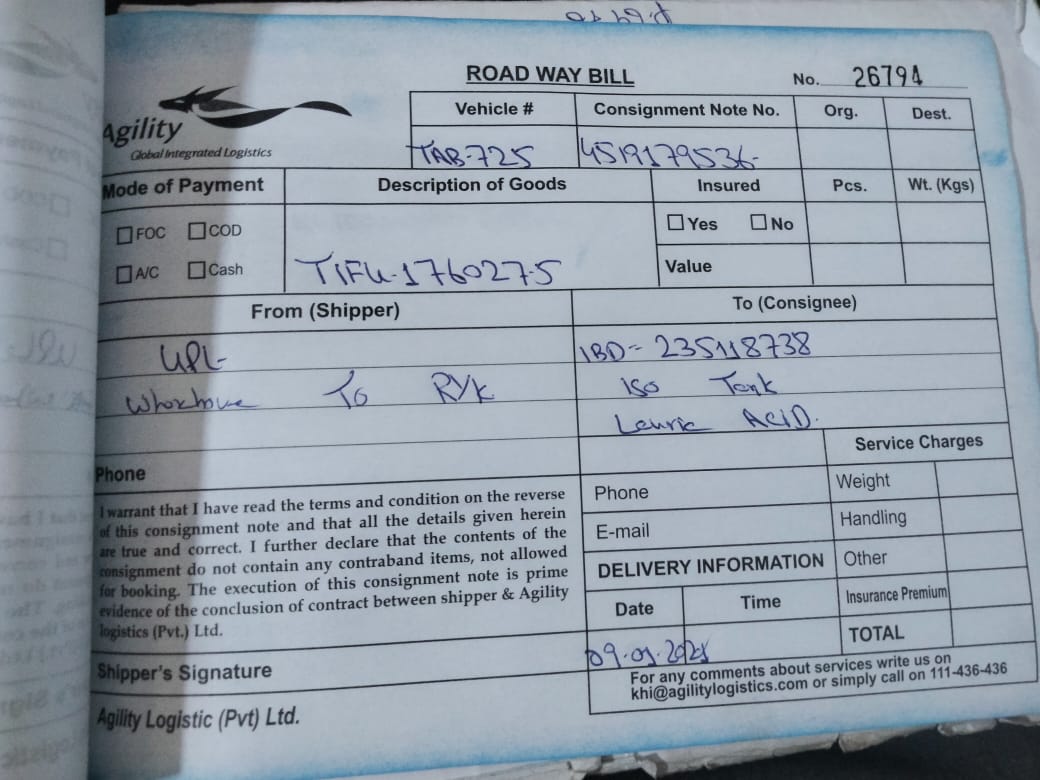 ROAD WAY BILL
No. 26794
Agility
Global Integrated Logistics
Vehicle # Consignment Note No. Org. Dest.
TAB-725 4519179536-
Mode of Payment Description of Goods Insured Pcs. Wt. (Kgs)
FOC COD Yes No
A/C Cash TIFU-176027-5 Value
From (Shipper) To (Consignee)
UPL- IBD- 235118738
To RYK Iso Tank
Lauric ACID.
Service Charges
Phone
Phone Weight
I warrant that I have read the terms and condition on the reverse
of this consignment note and that all the details given herein
are true and correct. I further declare that the contents of the
consignment do not contain any contraband items, not allowed
for booking. The execution of this consignment note is prime
evidence of the conclusion of contract between shipper & Agility
logistics (Pvt.) Ltd.
E-mail Handling
DELIVERY INFORMATION Other
Date Time Insurance Premium
TOTAL
Shipper's Signature
For any comments about services write us on
khi@agilitylogistics.com or simply call on 111-436-436
Agility Logistic (Pvt) Ltd.